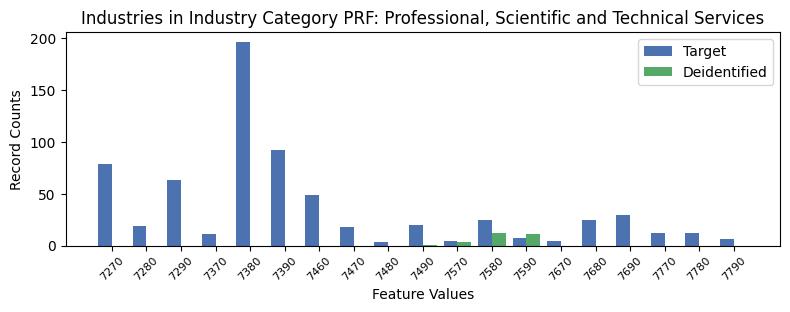 Industries in Industry Category PRF: Professional, Scientific and Technical Services
Target
Deidentified
Record Counts
200
150
100
50
0
7270 7280 7290 7370 7380 7390 7460 7470 7480 7490 7570 7580 7590 7670 7680 7690 7770 7780 7790
Feature Values